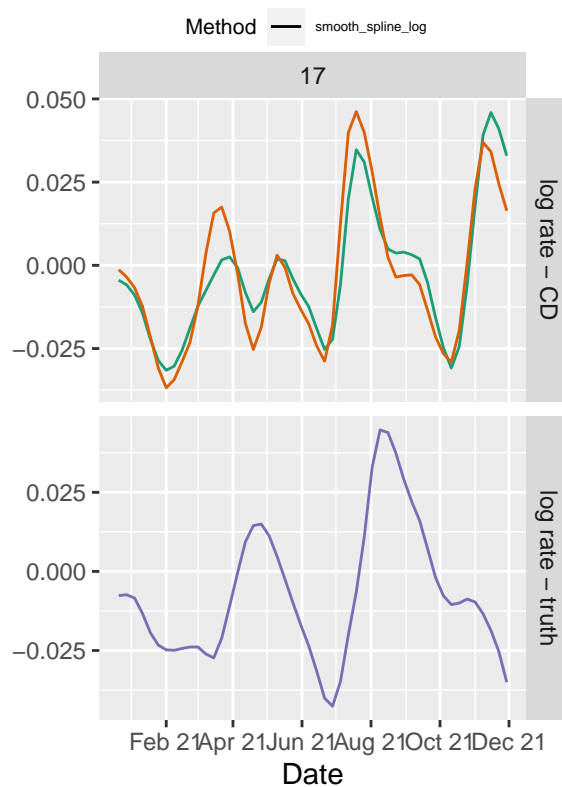 Method smooth_spline_log
17
0.050
0.025
0.000
−0.025
log rate − CD
0.025
0.000
−0.025
log rate − truth
Feb 21 Apr 21 Jun 21 Aug 21 Oct 21 Dec 21
Date